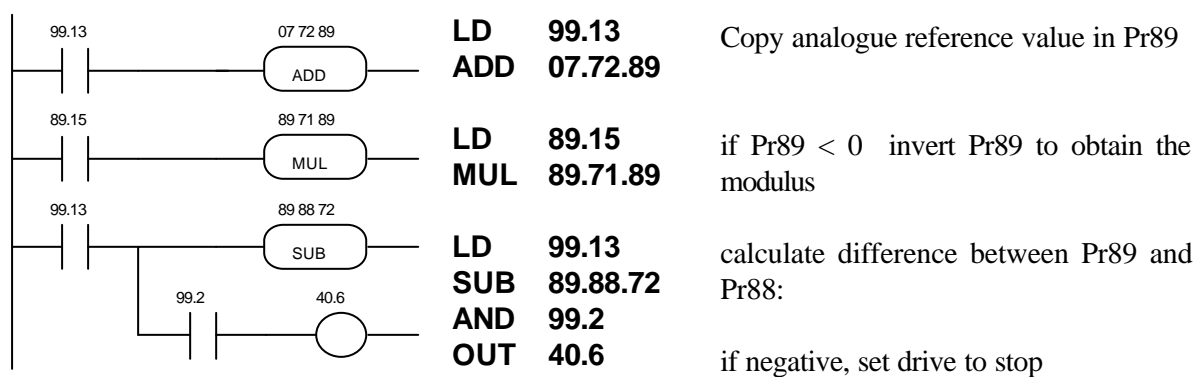 99.13 07 72 89
ADD
89.15 89 71 89
MUL
99.13 89 88 72
SUB
99.2 40.6
LD 99.13
ADD 07.72.89
LD 89.15
MUL 89.71.89
LD 99.13
SUB 89.88.72
AND 99.2
OUT 40.6
Copy analogue reference value in Pr89
if Pr89 < 0 invert Pr89 to obtain the
modulus
calculate difference between Pr89 and
Pr88:
if negative, set drive to stop